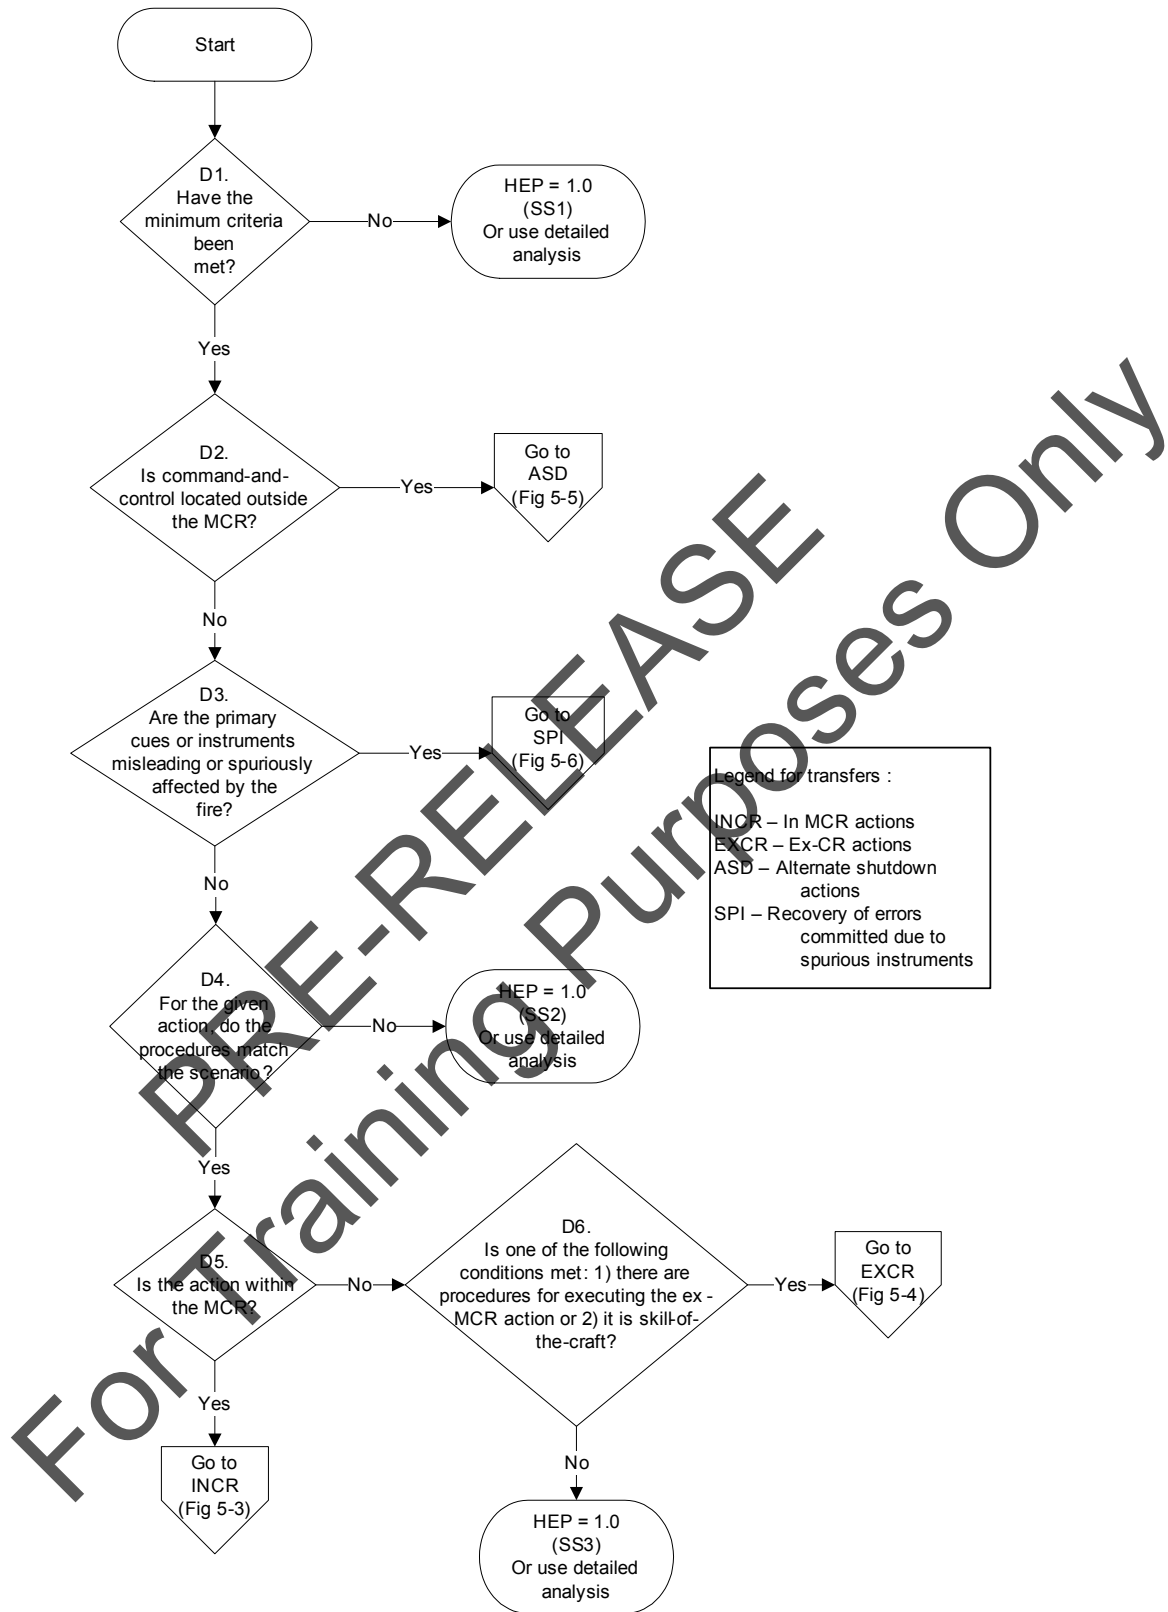 Start
D1.
Have the
minimum criteria
been
met?
No
HEP = 1.0
(SS1)
Or use detailed
analysis
Yes
D2.
Is command-and-
control located outside
the MCR?
Yes
Go to
ASD
(Fig 5-5)
No
D3.
Are the primary
cues or instruments
misleading or spuriously
affected by the
fire?
Yes
Go to
SPI
(Fig 5-6)
Legend for transfers :
INCR – In MCR actions
EXCR – Ex-CR actions
ASD – Alternate shutdown
actions
SPI – Recovery of errors
committed due to
spurious instruments
No
D4.
For the given
action, do the
procedures match
the scenario?
No
HEP = 1.0
(SS2)
Or use detailed
analysis
Yes
D5.
Is the action within
the MCR?
No
D6.
Is one of the following
conditions met: 1) there are
procedures for executing the ex -
MCR action or 2) it is skill-of-
the-craft?
Yes
Go to
EXCR
(Fig 5-4)
Yes
Go to
INCR
(Fig 5-3)
No
HEP = 1.0
(SS3)
Or use detailed
analysis
PRE-RELEASE
For Training Purposes Only